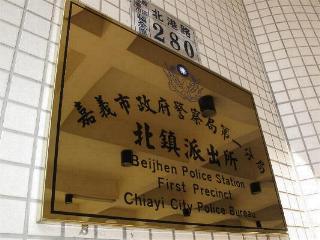 北港路
280
嘉義市政府警察局第一分局
北鎮派出所
Beijhen Police Station
First Precinct
Chiayi City Police Bureau